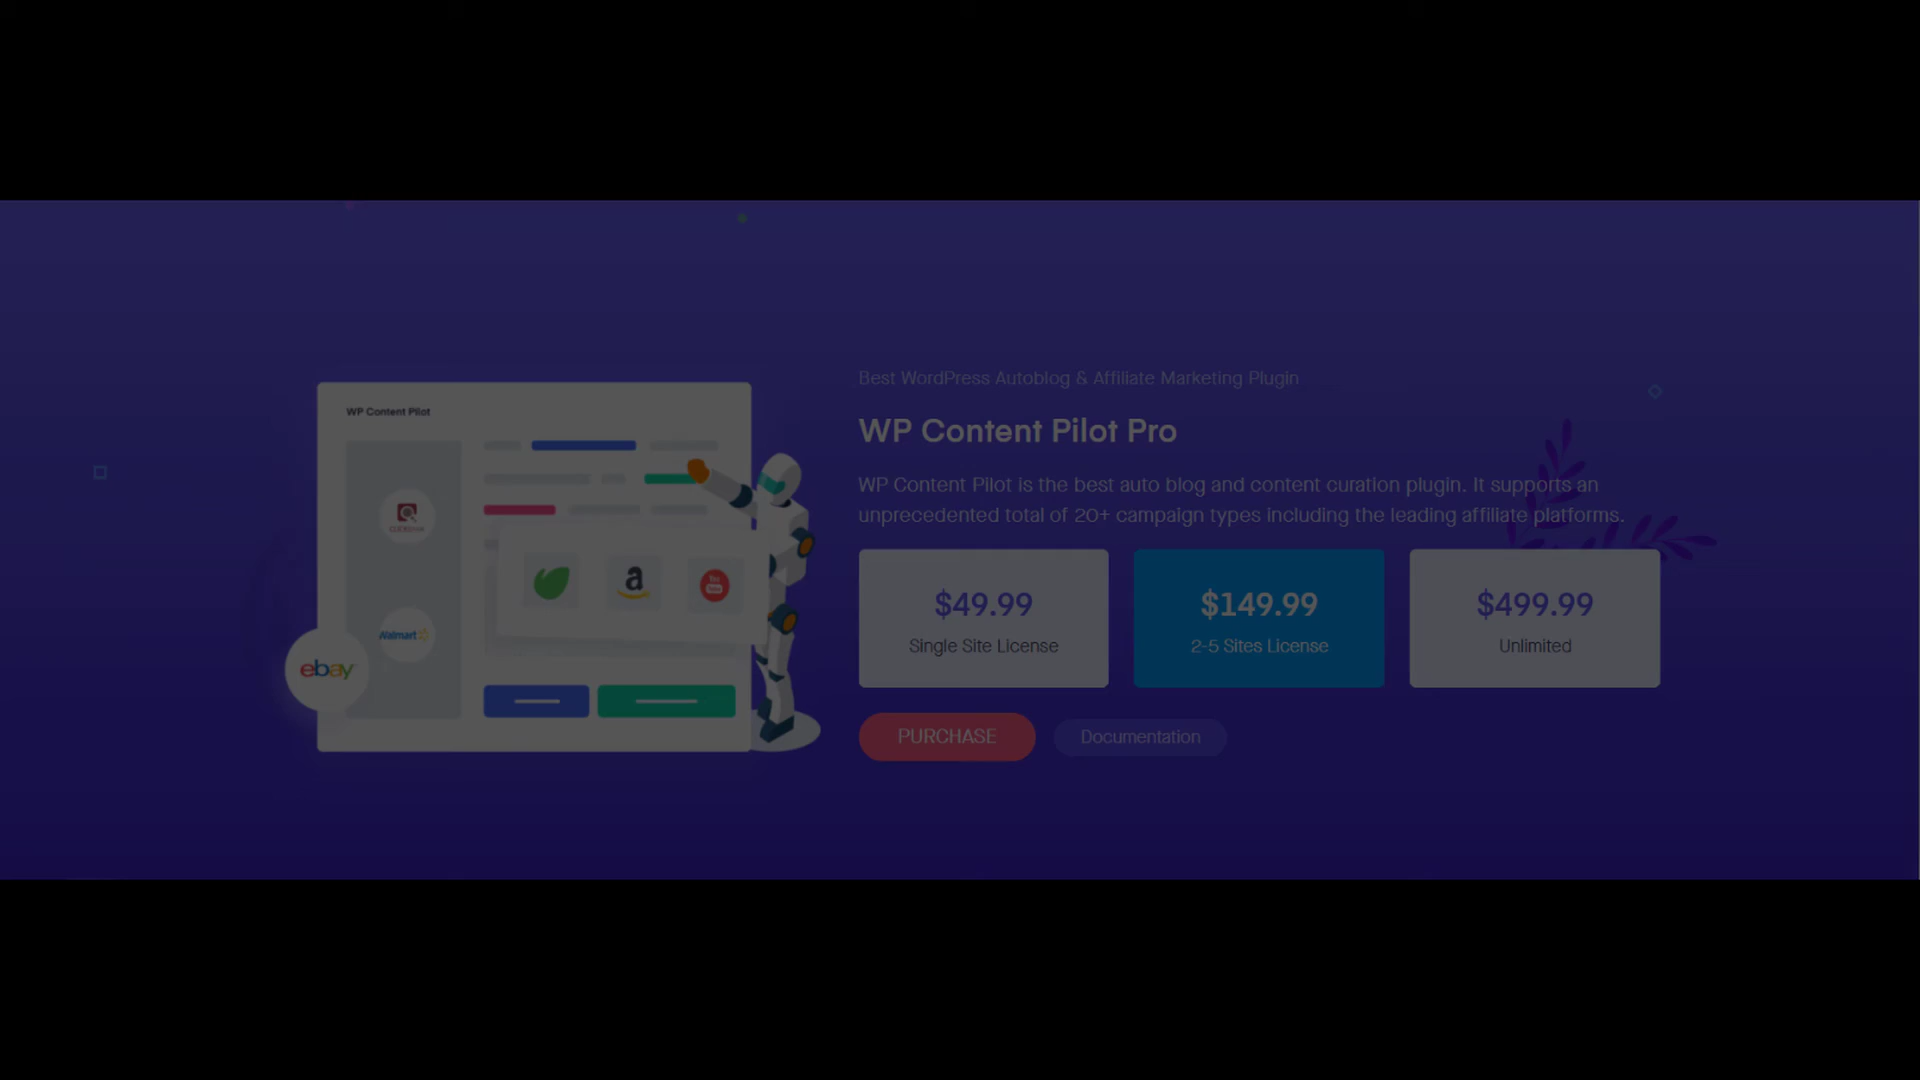 Best WordPress Autoblog & Affiliate Marketing Plugin
WP Content Pilot Pro
WP Content Pilot is the best auto blog and content curation plugin. It supports an
unprecedented total of 20+ campaign types including the leading affiliate platforms.
$49.99
Single Site License
$149.99
2-5 Sites License
$499.99
Unlimited
PURCHASE
Documentation
WP Content Pilot
a
You
Tube
Walmart
ebay